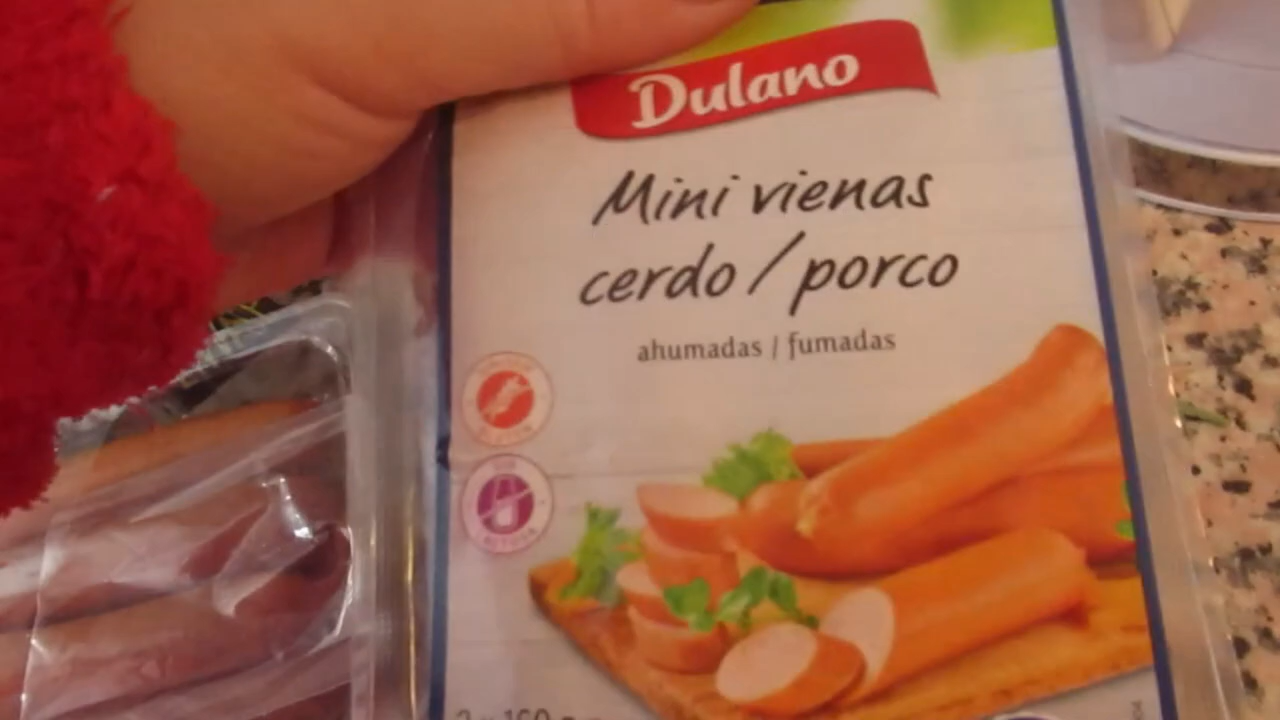 Dulano
Mini vienas
cerdo / porco
ahumadas / fumadas